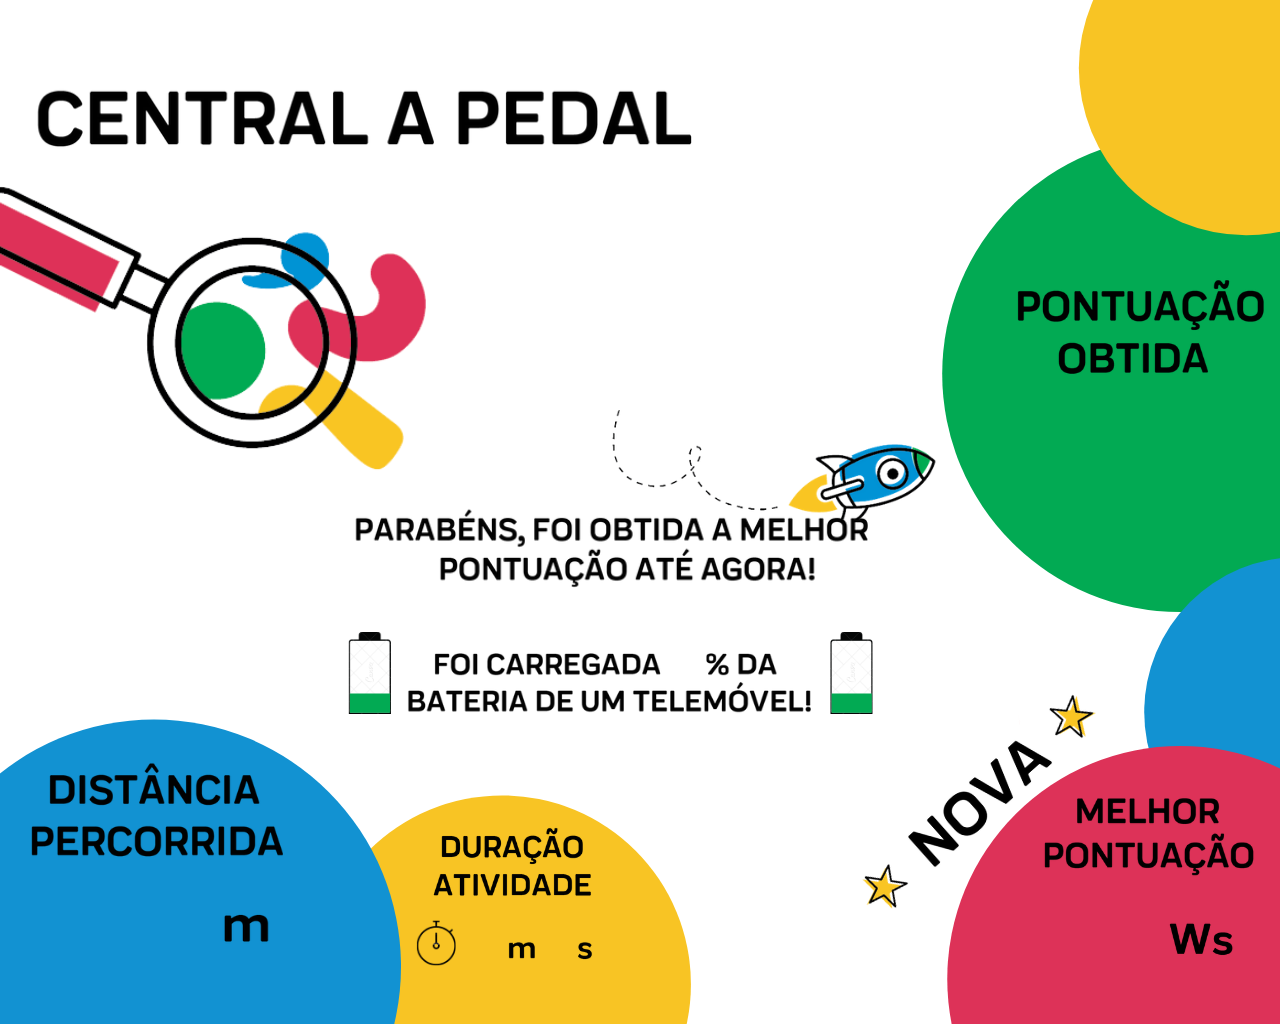 CENTRAL A PEDAL
PONTUAÇÃO
OBTIDA
PARABÉNS, FOI OBTIDA A MELHOR
PONTUAÇÃO ATÉ AGORA!
FOI CARREGADA % DA
BATERIA DE UM TELEMÓVEL!
DISTÂNCIA
PERCORRIDA
m
DURAÇÃO
ATIVIDADE
m s
NOVA
MELHOR
PONTUAÇÃO
Ws